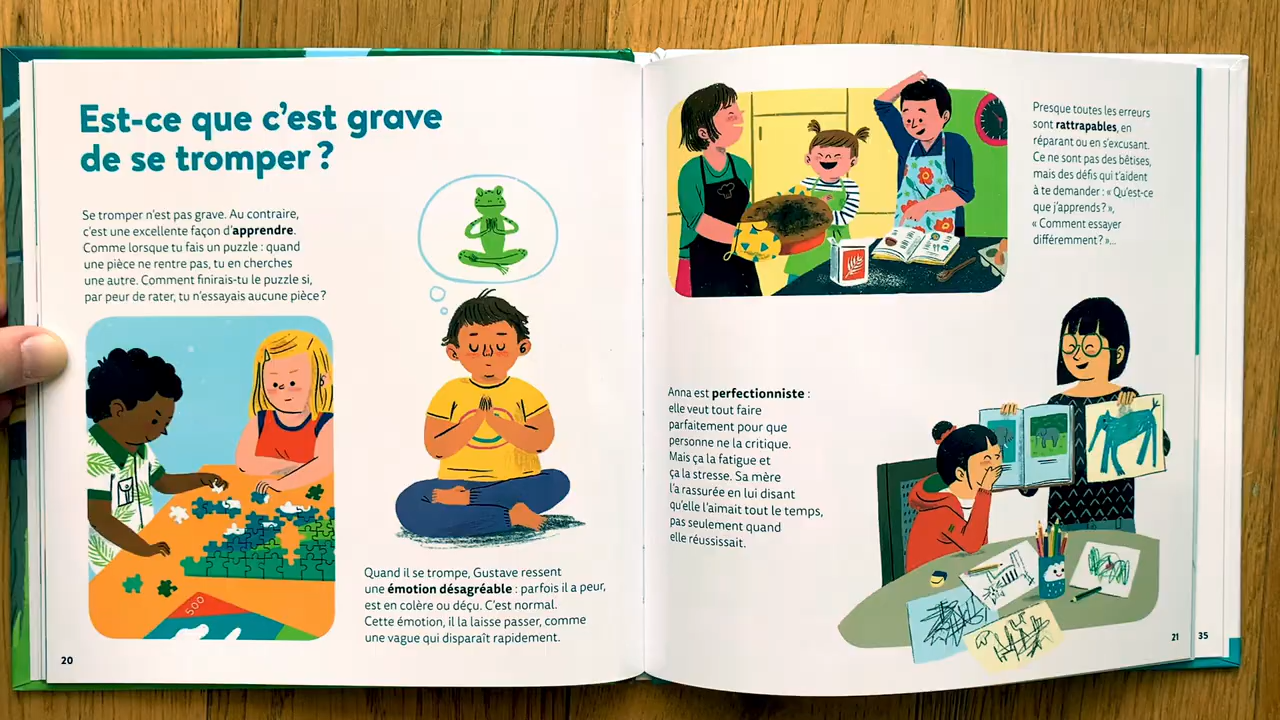 Est-ce que c'est grave
de se tromper ?
Se tromper n'est pas grave. Au contraire,
c'est une excellente façon d'apprendre.
Comme lorsque tu fais un puzzle : quand
une pièce ne rentre pas, tu en cherches
une autre. Comment finirais-tu le puzzle si,
par peur de rater, tu n'essayais aucune pièce ?
500
Quand il se trompe, Gustave ressent
une émotion désagréable : parfois il a peur,
est en colère ou déçu. C'est normal.
Cette émotion, il la laisse passer, comme
une vague qui disparaît rapidement.
20
Presque toutes les erreurs
sont rattrapables, en
réparant ou en s'excusant.
Ce ne sont pas des bêtises,
mais des défis qui t'aident
à te demander : « Qu'est-ce
que j'apprends ? »,
« Comment essayer
différemment ? »...
Anna est perfectionniste :
elle veut tout faire
parfaitement pour que
personne ne la critique.
Mais ça la fatigue et
ça la stresse. Sa mère
l'a rassurée en lui disant
qu'elle l'aimait tout le temps,
pas seulement quand
elle réussissait.
21
35